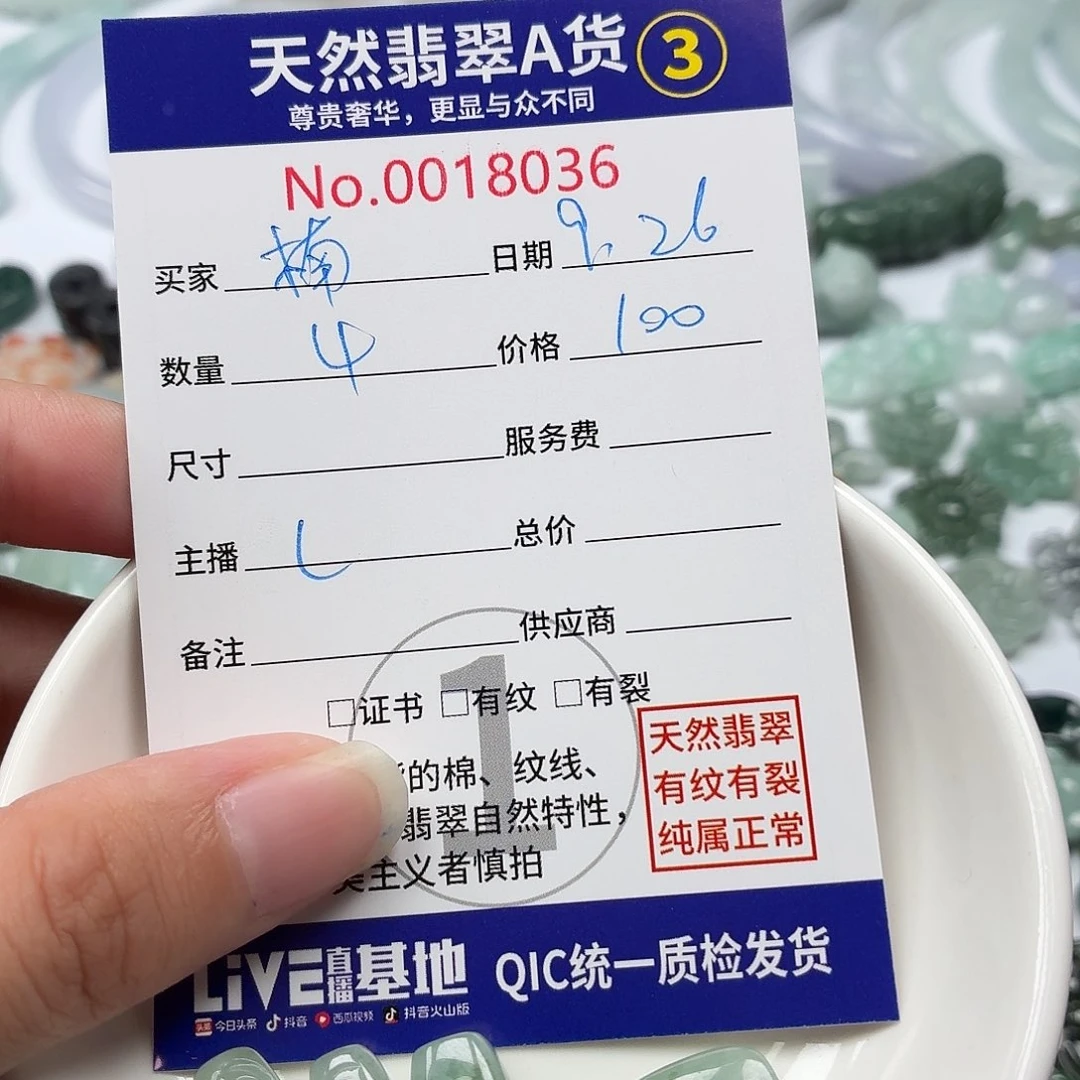 天然翡翠A货 3
尊贵奢华，更显与众不同
No.0018036
买家 楠 日期 9.26
数量 4 价格 100
尺寸 服务费
主播 L 总价
备注 供应商
□证书 □有纹 □有裂
1
的棉、纹线、
翡翠自然特性，
主义者慎拍
天然翡翠
有纹有裂
纯属正常
LiVE直播基地 QIC统一质检发货
头条 今日头条 抖音 西瓜视频 抖音火山版